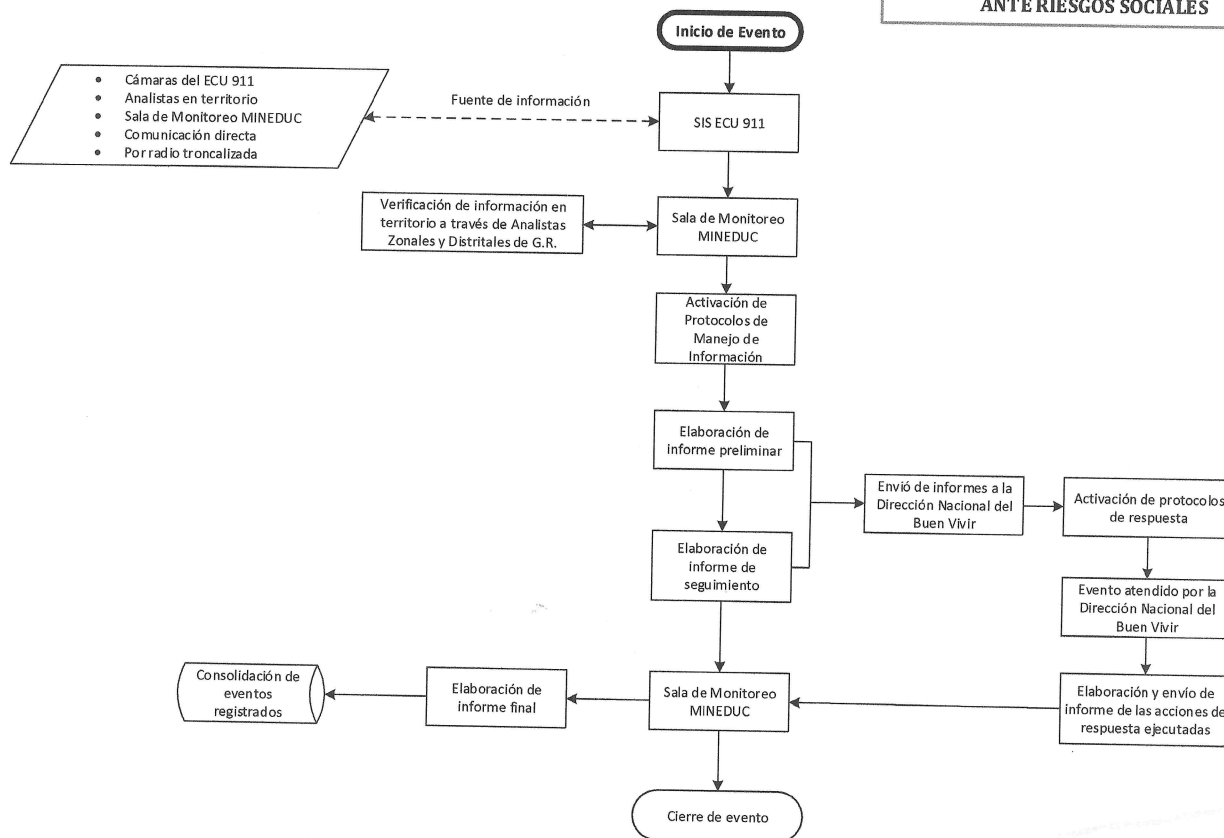 ANTE RIESGOS SOCIALES
Inicio de Evento
• Cámaras del ECU 911
• Analistas en territorio
• Sala de Monitoreo MINEDUC
• Comunicación directa
• Por radio troncalizada
Fuente de información
SIS ECU 911
Verificación de información en
territorio a través de Analistas
Zonales y Distritales de G.R.
Sala de Monitoreo
MINEDUC
Activación de
Protocolos de
Manejo de
Información
Elaboración de
informe preliminar
Envió de informes a la
Dirección Nacional del
Buen Vivir
Activación de protocolos
de respuesta
Elaboración de
informe de
seguimiento
Evento atendido por la
Dirección Nacional del
Buen Vivir
Consolidación de
eventos
registrados
Elaboración de
informe final
Sala de Monitoreo
MINEDUC
Elaboración y envío de
informe de las acciones de
respuesta ejecutadas
Cierre de evento